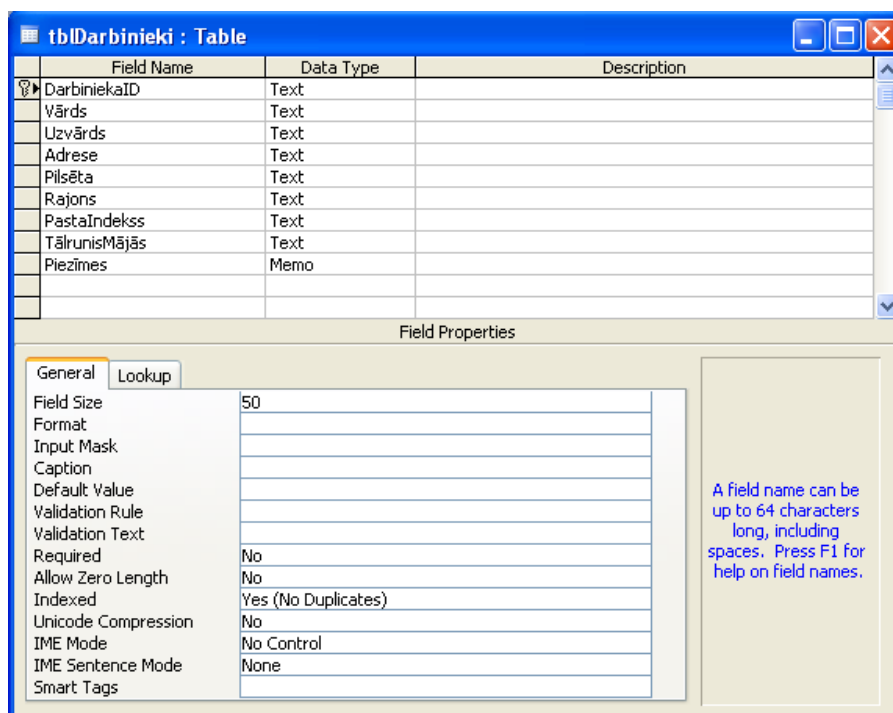 tblDarbinieki : Table
Field Name Data Type Description
DarbiniekaID Text
Vārds Text
Uzvārds Text
Adrese Text
Pilsēta Text
Rajons Text
PastaIndekss Text
TālrunisMājās Text
Piezīmes Memo
Field Properties
General Lookup
Field Size 50
Format
Input Mask
Caption
Default Value
Validation Rule
Validation Text
Required No
Allow Zero Length No
Indexed Yes (No Duplicates)
Unicode Compression No
IME Mode No Control
IME Sentence Mode None
Smart Tags
A field name can be
up to 64 characters
long, including
spaces. Press F1 for
help on field names.